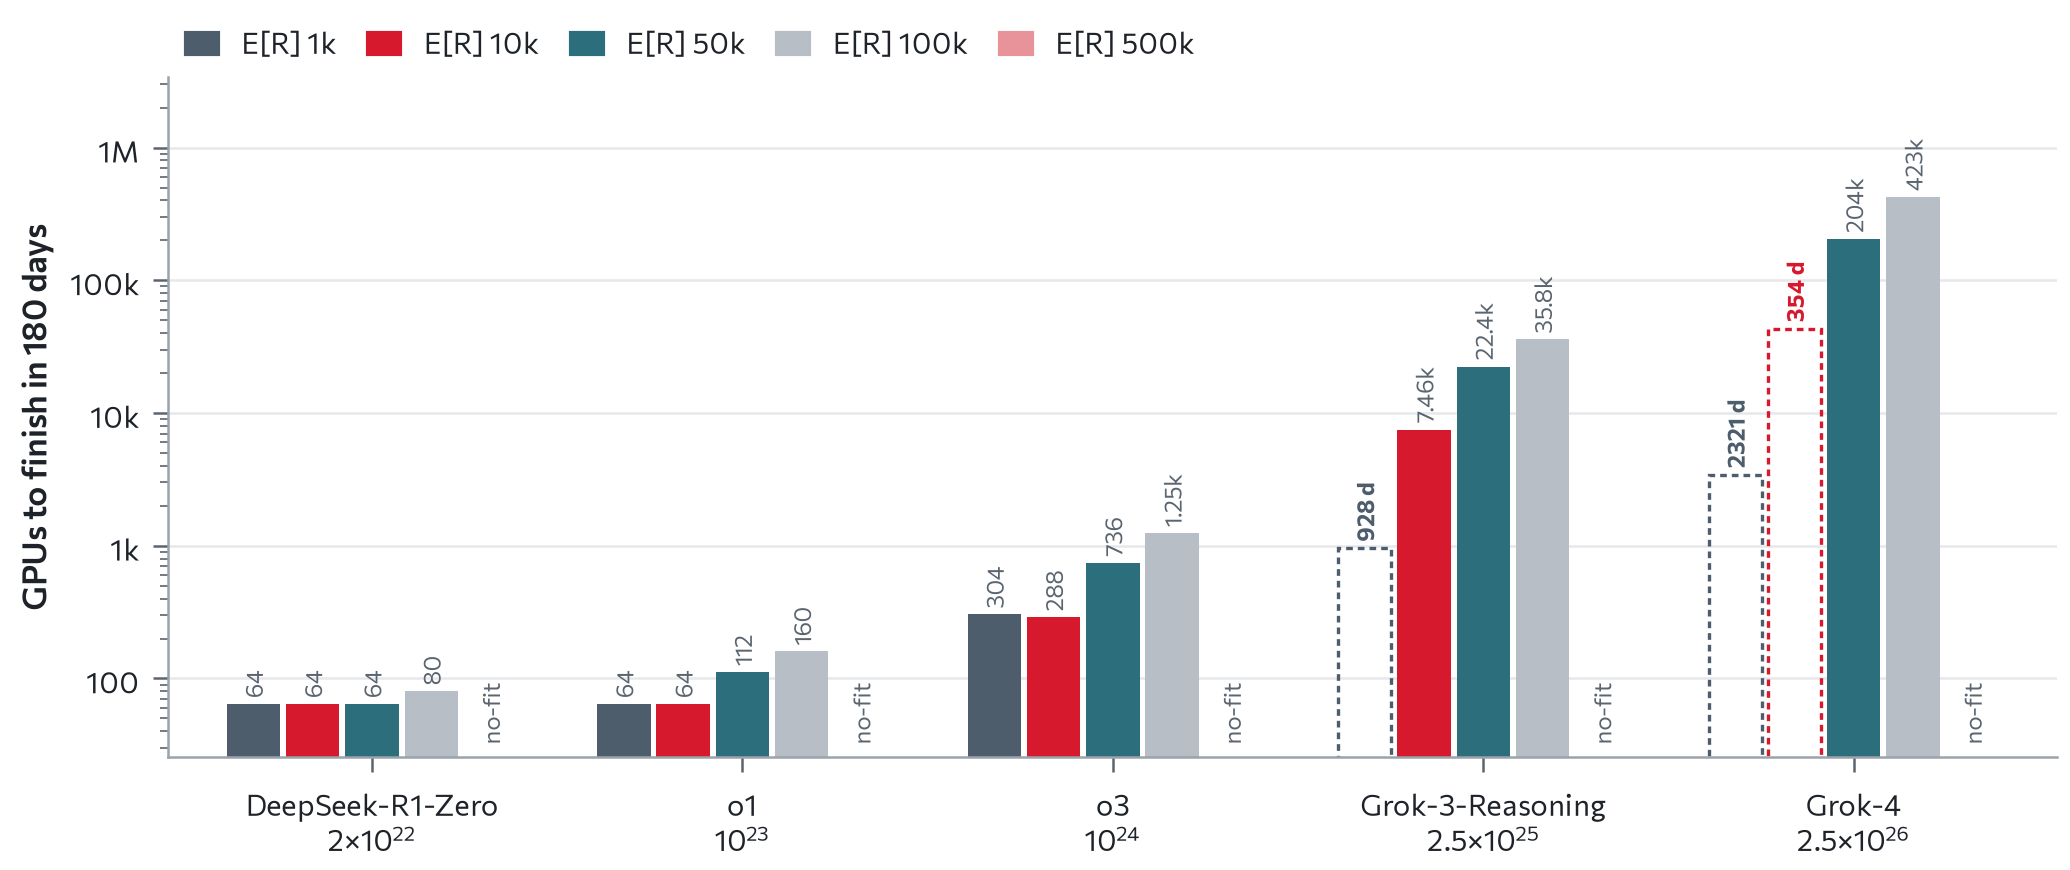 E[R] 1k E[R] 10k E[R] 50k E[R] 100k E[R] 500k
GPUs to finish in 180 days
1M
100k
10k
1k
100
64 64 64 80 no-fit
64 64 112 160 no-fit
304 288 736 1.25k no-fit
928 d 7.46k 22.4k 35.8k no-fit
2321 d 354 d 204k 423k no-fit
DeepSeek-R1-Zero o1 o3 Grok-3-Reasoning Grok-4
2×10²² 10²³ 10²⁴ 2.5×10²⁵ 2.5×10²⁶